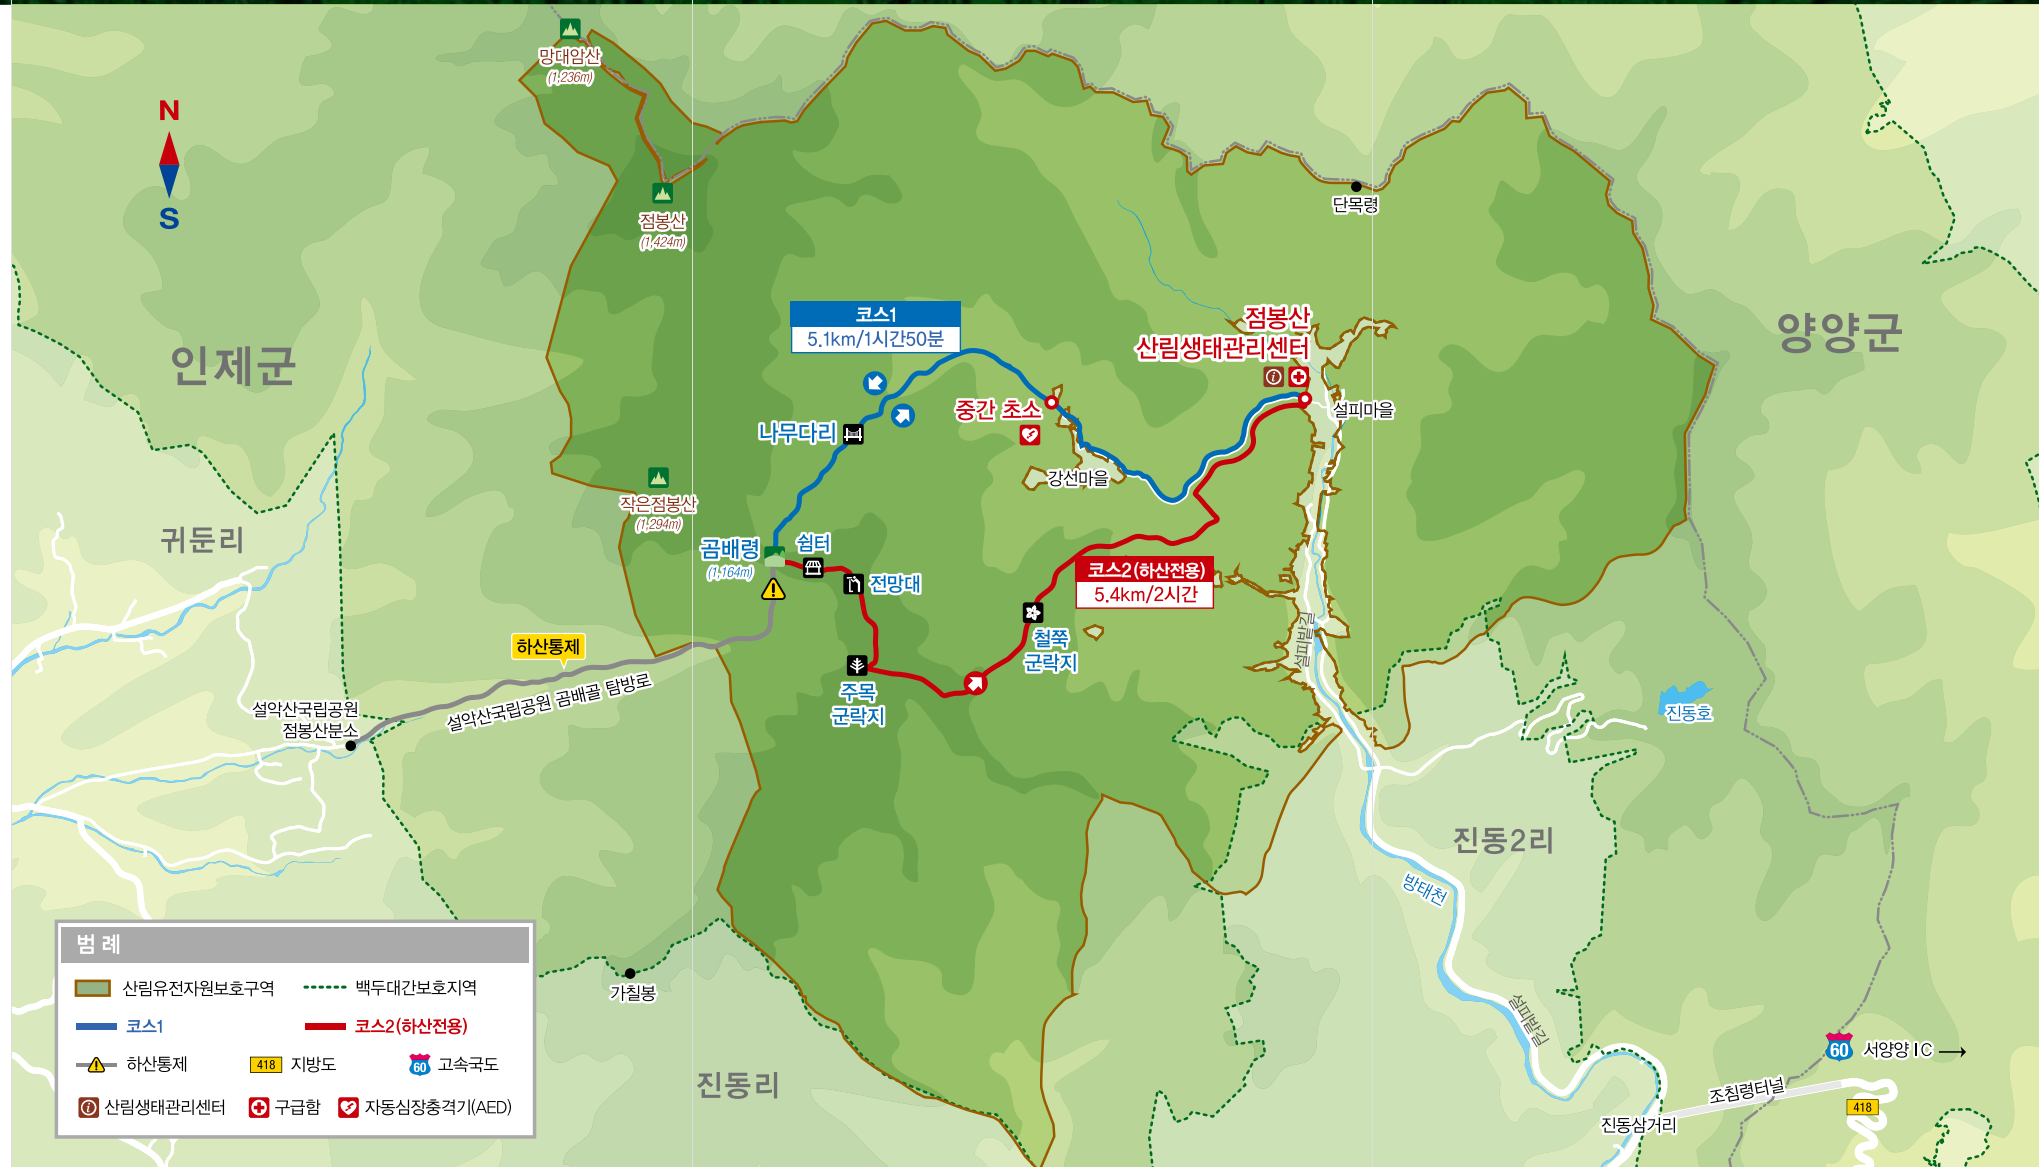 망대암산
(1,236m)
N
S
점봉산
(1,424m)
단목령
인제군
양양군
코스1
5.1km/1시간50분
점봉산
산림생태관리센터
설피마을
중간 초소
나무다리
강선마을
작은점봉산
(1,294m)
귀둔리
곰배령
(1,164m)
쉼터
전망대
코스2(하산전용)
5.4km/2시간
철쭉
군락지
설피밭길
하산통제
설악산국립공원 곰배골 탐방로
주목
군락지
설악산국립공원
점봉산분소
진동호
진동2리
방태천
가칠봉
설피밭길
진동리
60
서양양 IC
조침령터널
418
진동삼거리
범 례
산림유전자원보호구역
백두대간보호지역
코스1
코스2(하산전용)
하산통제
418
지방도
60
고속국도
산림생태관리센터
구급함
자동심장충격기(AED)